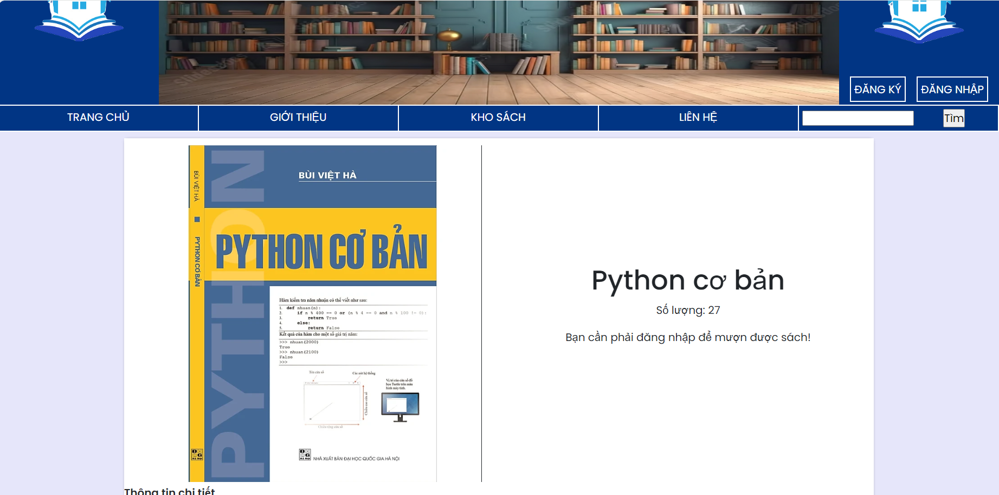 ĐĂNG KÝ
ĐĂNG NHẬP
TRANG CHỦ
GIỚI THIỆU
KHO SÁCH
LIÊN HỆ
Tìm
BÙI VIỆT HÀ
PYTHON CƠ BẢN
PYTHON
BÙI VIỆT HÀ
PYTHON CƠ BẢN
Hàm kiểm tra năm nhuận có thể viết như sau:
1. def nhuan(n):
2. if n % 400 == 0 or (n % 4 == 0 and n % 100 != 0):
3. return True
4. else:
5. return False
Kết quả của hàm cho một số giá trị năm:
>>> nhuan(2000)
True
>>> nhuan(2100)
False
>>>
Tên cửa sổ
Các nút hệ thống
Chiều cao cửa sổ
Chiều rộng cửa sổ
Vị trí của cửa sổ đồ
họa Turtle trên màn
hình máy tính.
NHÀ XUẤT BẢN ĐẠI HỌC QUỐC GIA HÀ NỘI
Python cơ bản
Số lượng: 27
Bạn cần phải đăng nhập để mượn được sách!
Thông tin chi tiết